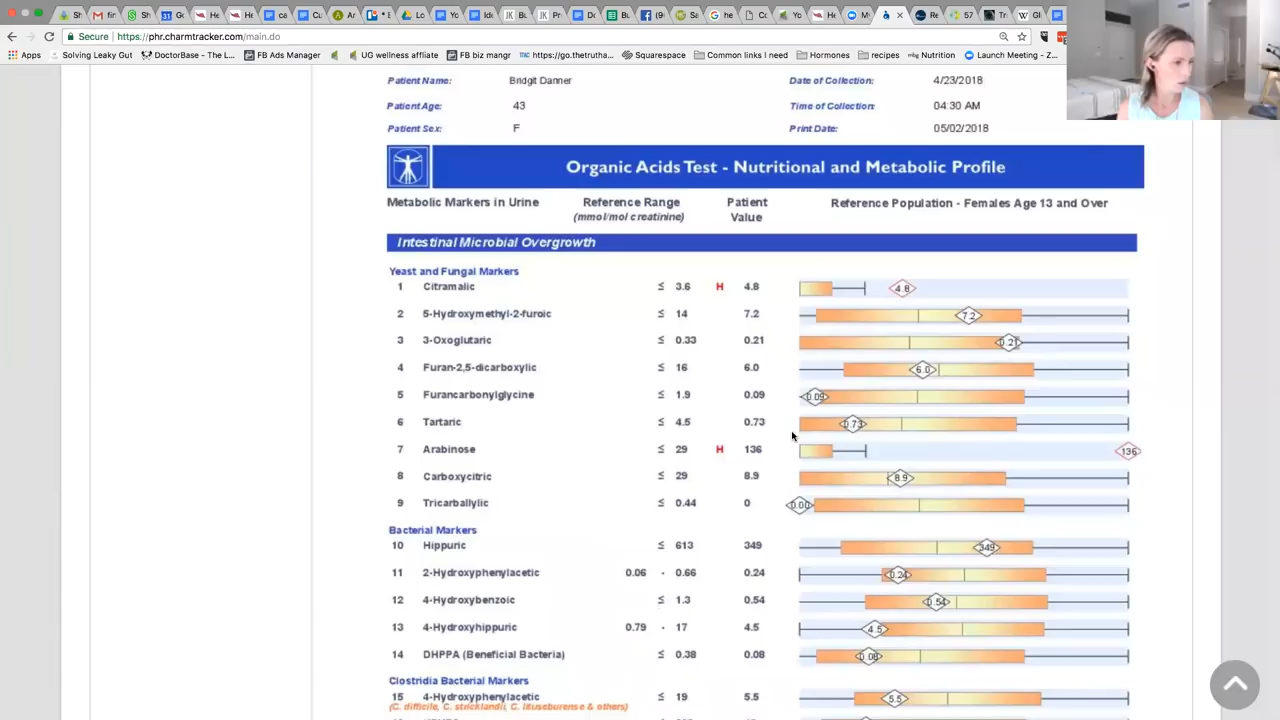 Secure | https://phr.charmtracker.com/main.do
Apps Solving Leaky Gut DoctorBase - The L... FB Ads Manager UG wellness affliate FB biz mangr https://go.thetrutha... Squarespace Common links I need Hormones recipes Nutrition Launch Meeting - Z...
Patient Name: Bridgit Danner Date of Collection: 4/23/2018
Patient Age: 43 Time of Collection: 04:30 AM
Patient Sex: F Print Date: 05/02/2018
Organic Acids Test - Nutritional and Metabolic Profile
Metabolic Markers in Urine Reference Range Patient Reference Population - Females Age 13 and Over
(mmol/mol creatinine) Value
Intestinal Microbial Overgrowth
Yeast and Fungal Markers
1 Citramalic ≤ 3.6 H 4.8 4.8
2 5-Hydroxymethyl-2-furoic ≤ 14 7.2 7.2
3 3-Oxoglutaric ≤ 0.33 0.21 0.21
4 Furan-2,5-dicarboxylic ≤ 16 6.0 6.0
5 Furancarbonylglycine ≤ 1.9 0.09 0.09
6 Tartaric ≤ 4.5 0.73 0.73
7 Arabinose ≤ 29 H 136 136
8 Carboxycitric ≤ 29 8.9 8.9
9 Tricarballylic ≤ 0.44 0 0.00
Bacterial Markers
10 Hippuric ≤ 613 349 349
11 2-Hydroxyphenylacetic 0.06 - 0.66 0.24 0.24
12 4-Hydroxybenzoic ≤ 1.3 0.54 0.54
13 4-Hydroxyhippuric 0.79 - 17 4.5 4.5
14 DHPPA (Beneficial Bacteria) ≤ 0.38 0.08 0.08
Clostridia Bacterial Markers
15 4-Hydroxyphenylacetic ≤ 19 5.5 5.5
(C. difficile, C. stricklandii, C. lituseburense & others)